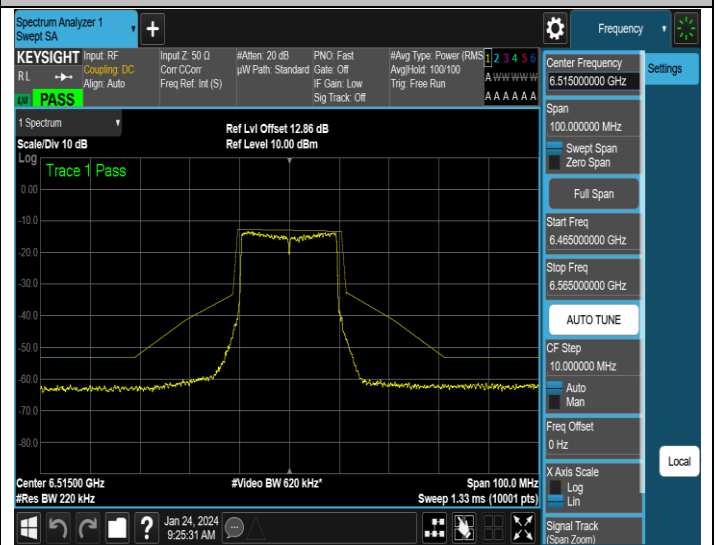 Spectrum Analyzer 1
Swept SA
+
Frequency
KEYSIGHT
RL
LXI
PASS
Input: RF
Coupling: DC
Align: Auto
Input Z: 50 Ω
Corr CCorr
Freq Ref: Int (S)
#Atten: 20 dB
µW Path: Standard
PNO: Fast
Gate: Off
IF Gain: Low
Sig Track: Off
#Avg Type: Power (RMS
Avg|Hold: 100/100
Trig: Free Run
1 2 3 4 5 6
A W W W W W
A A A A A A
Center Frequency
6.515000000 GHz
Settings
Span
100.000000 MHz
Swept Span
Zero Span
Full Span
Start Freq
6.465000000 GHz
Stop Freq
6.565000000 GHz
AUTO TUNE
CF Step
10.000000 MHz
Auto
Man
Freq Offset
0 Hz
X Axis Scale
Log
Lin
Local
Signal Track
(Span Zoom)
1 Spectrum
Scale/Div 10 dB
Ref Lvl Offset 12.86 dB
Ref Level 10.00 dBm
Log
Trace 1 Pass
0.00
-10.0
-20.0
-30.0
-40.0
-50.0
-60.0
-70.0
-80.0
Center 6.51500 GHz
#Res BW 220 kHz
#Video BW 620 kHz*
Span 100.0 MHz
Sweep 1.33 ms (10001 pts)
?
Jan 24, 2024
9:25:31 AM